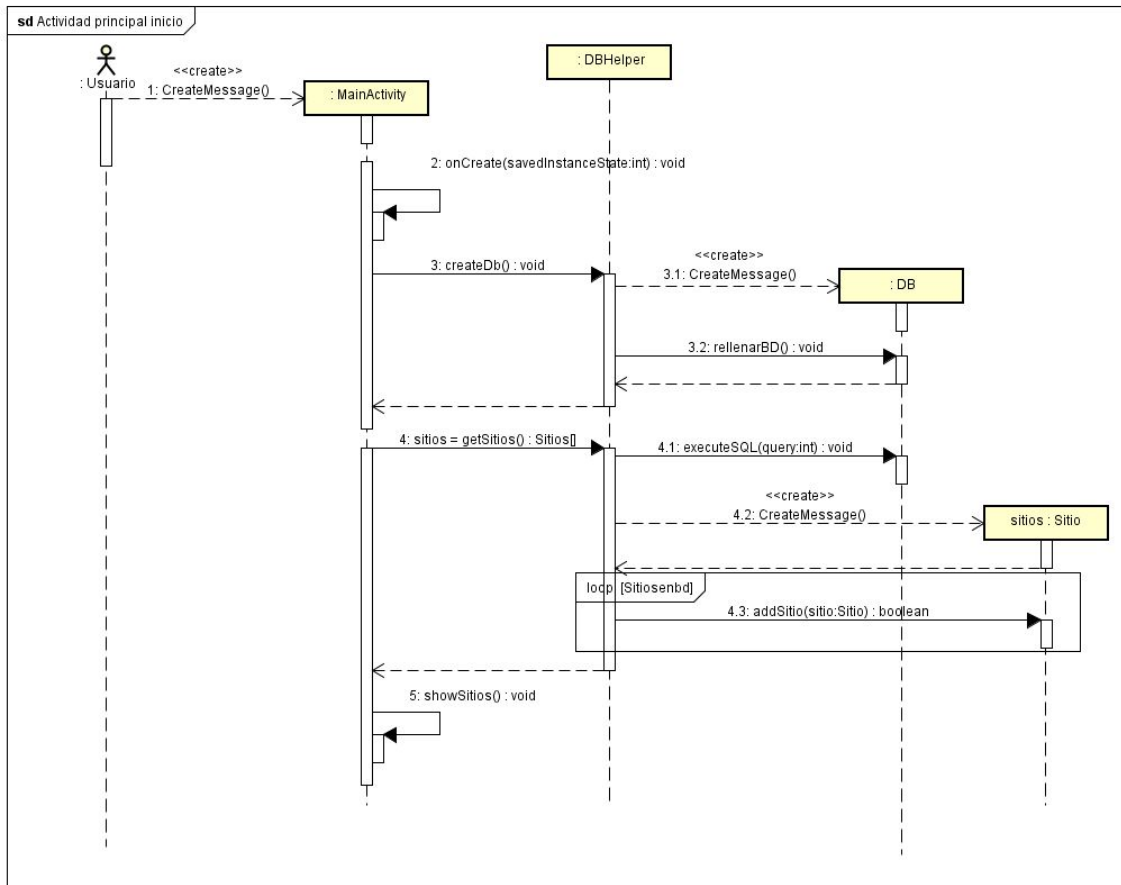 sd Actividad principal inicio
: Usuario
<<create>>
1: CreateMessage()
: MainActivity
: DBHelper
2: onCreate(savedInstanceState:int) : void
3: createDb() : void
<<create>>
3.1: CreateMessage()
: DB
3.2: rellenarBD() : void
4: sitios = getSitios() : Sitios[]
4.1: executeSQL(query:int) : void
<<create>>
4.2: CreateMessage()
sitios : Sitio
loop [Sitiosenbd]
4.3: addSitio(sitio:Sitio) : boolean
5: showSitios() : void